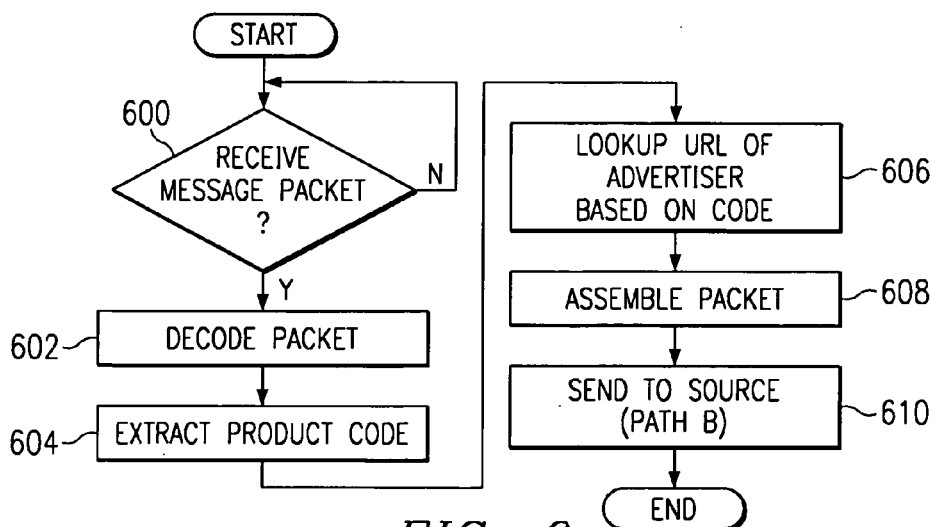 START
600
RECEIVE
MESSAGE PACKET
?
N
Y
602
DECODE PACKET
604
EXTRACT PRODUCT CODE
LOOKUP URL OF
ADVERTISER
BASED ON CODE
606
ASSEMBLE PACKET
608
SEND TO SOURCE
(PATH B)
610
END